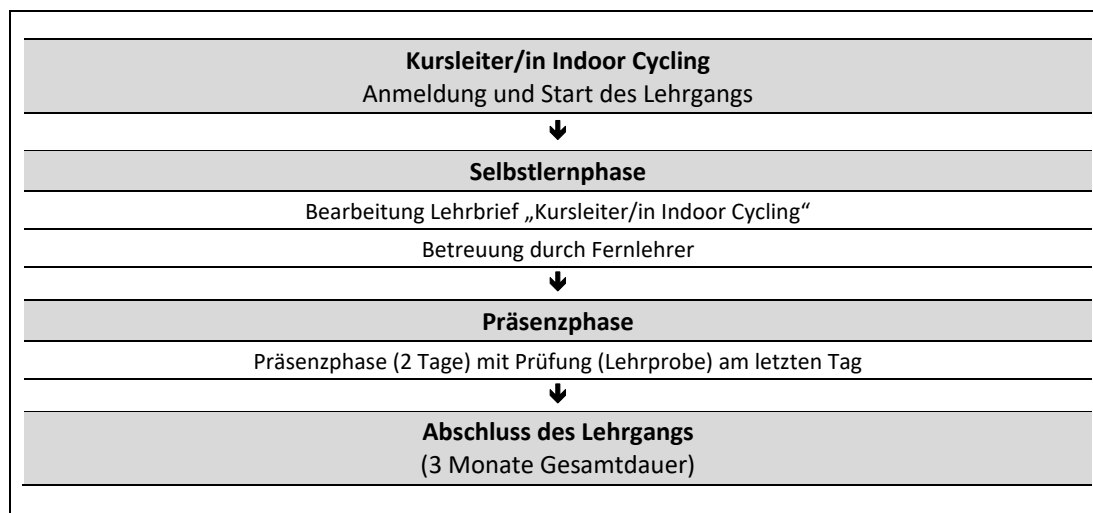 Kursleiter/in Indoor Cycling
Anmeldung und Start des Lehrgangs
🡻
Selbstlernphase
Bearbeitung Lehrbrief „Kursleiter/in Indoor Cycling“
Betreuung durch Fernlehrer
🡻
Präsenzphase
Präsenzphase (2 Tage) mit Prüfung (Lehrprobe) am letzten Tag
🡻
Abschluss des Lehrgangs
(3 Monate Gesamtdauer)